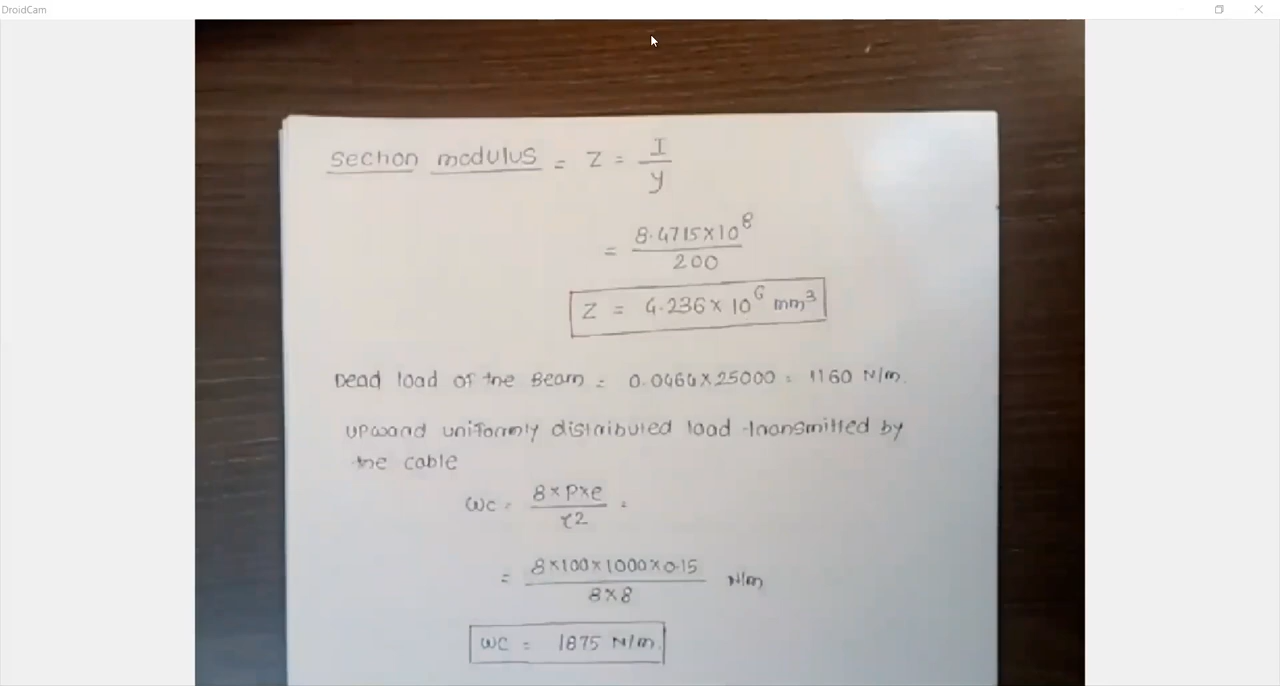 DroidCam
Section modulus = Z = I / y
= 8.4715×10^8 / 200
Z = 4.236 × 10^6 mm^3
Dead load of the Beam = 0.0464×25000 = 1160 N/m.
upward uniformly distributed load transmitted by
the cable
wc = 8×P×e / l2 =
= 8×100×1000×0.15 / 8×8 N/m
wc = 1875 N/m.